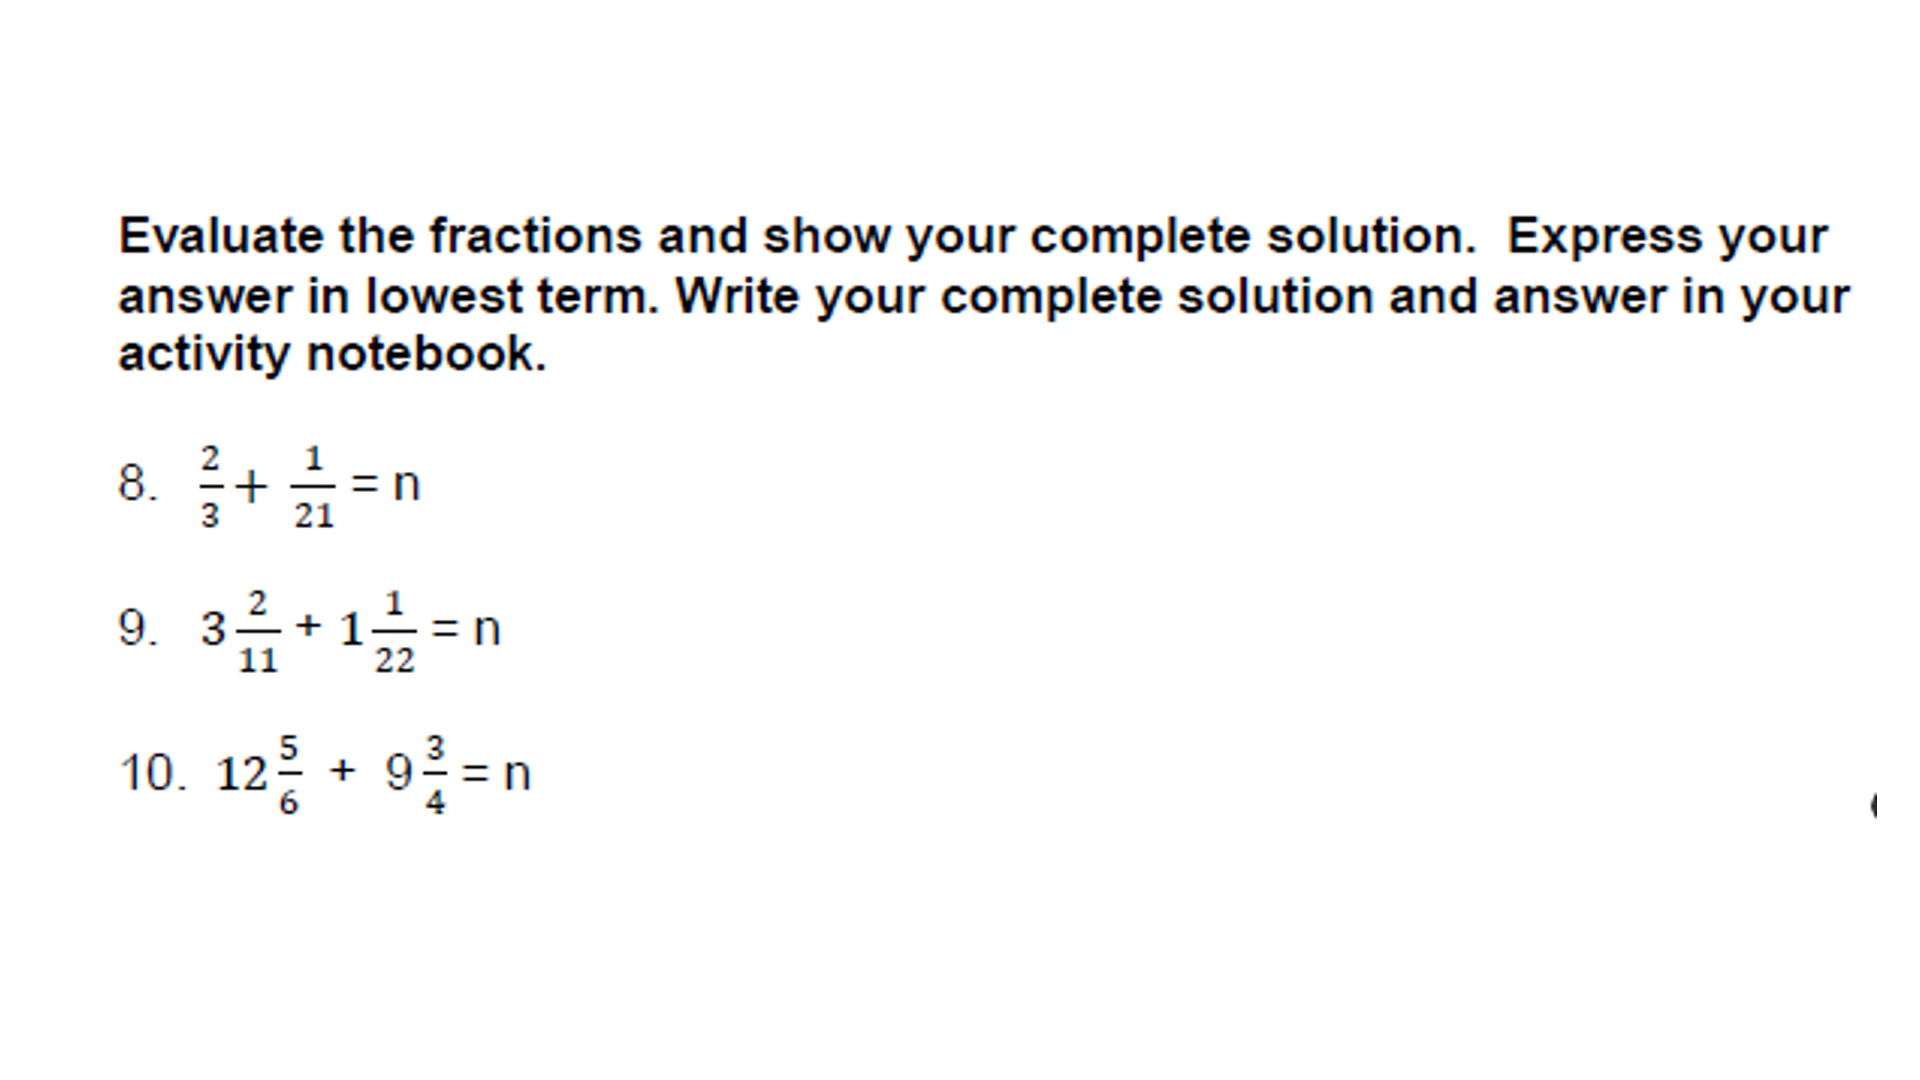 Evaluate the fractions and show your complete solution.  Express your
answer in lowest term. Write your complete solution and answer in your
activity notebook.
8. 2/3 + 1/21 = n
9. 3 2/11 + 1 1/22 = n
10. 12 5/6 + 9 3/4 = n